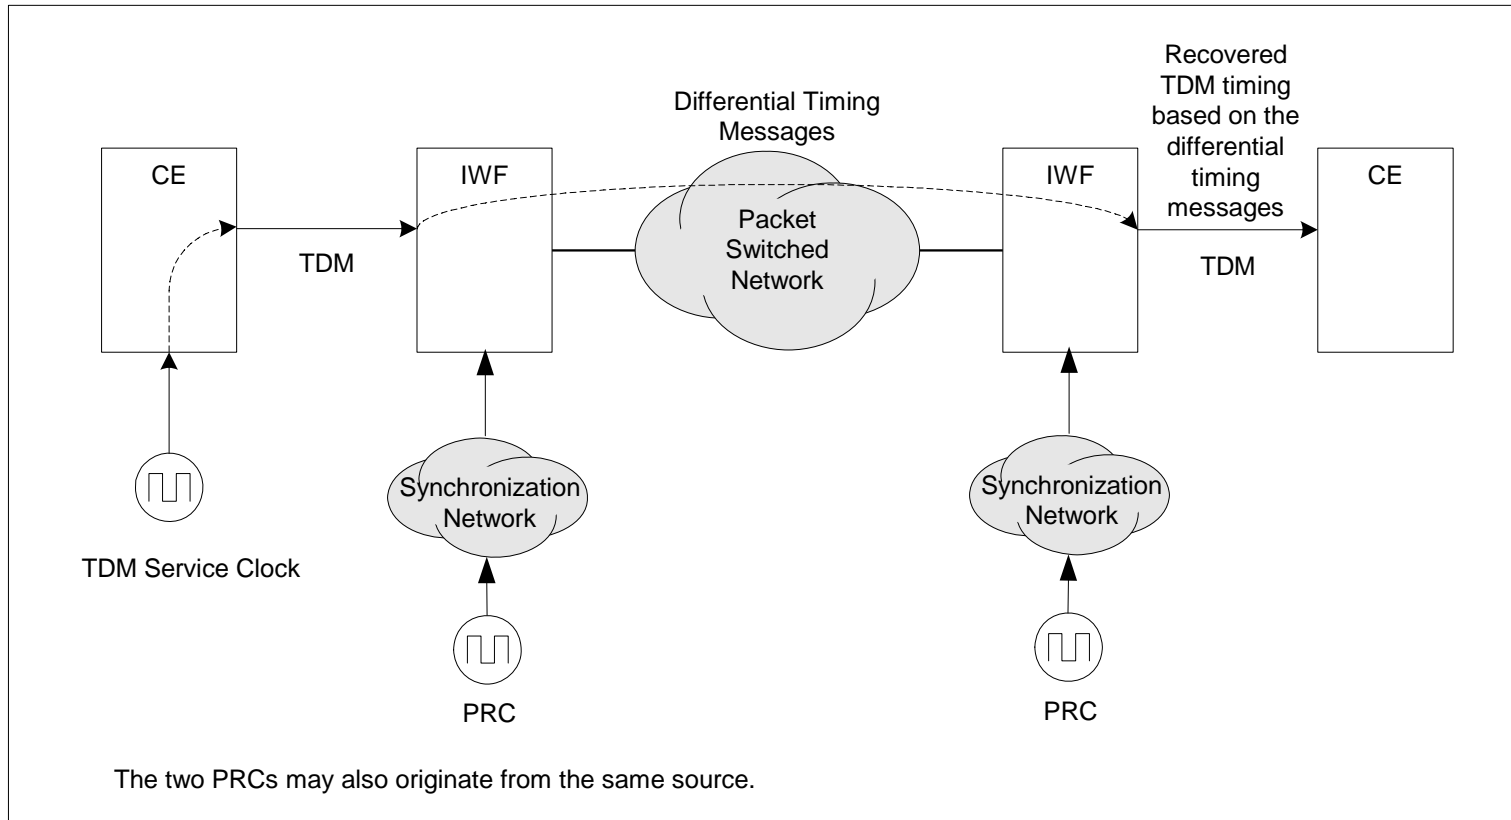 Recovered
TDM timing
based on the
differential
timing
messages
Differential Timing
Messages
CE
IWF
IWF
CE
Packet
Switched
Network
TDM
TDM
Synchronization
Network
Synchronization
Network
TDM Service Clock
PRC
PRC
The two PRCs may also originate from the same source.